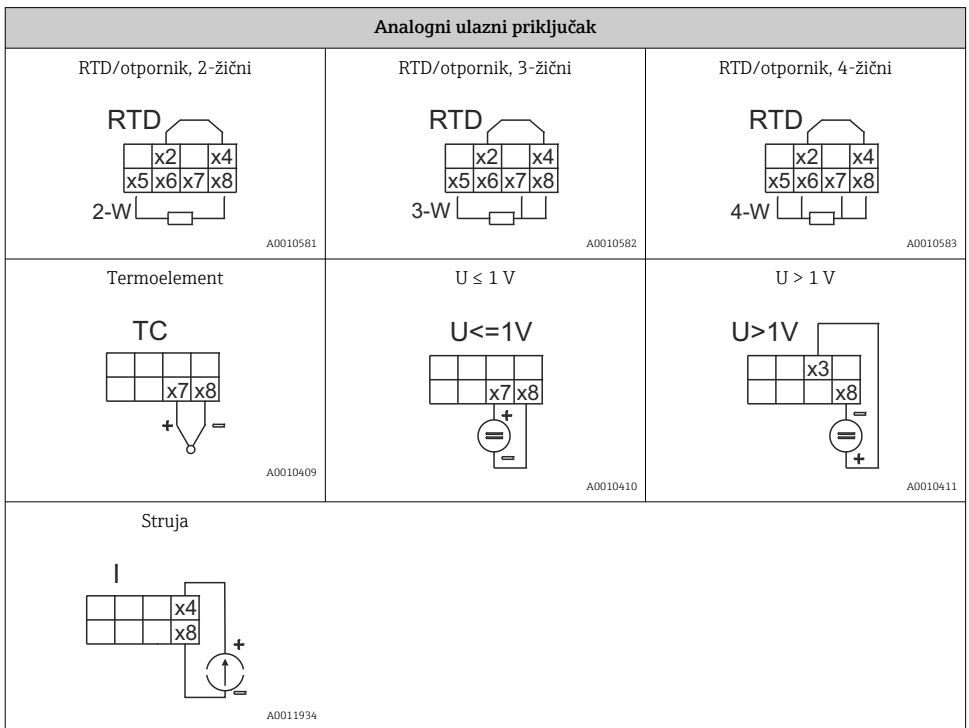 Analogni ulazni priključak
RTD/otpornik, 2-žični
RTD
x2 x4
x5 x6 x7 x8
2-W
A0010581
RTD/otpornik, 3-žični
RTD
x2 x4
x5 x6 x7 x8
3-W
A0010582
RTD/otpornik, 4-žični
RTD
x2 x4
x5 x6 x7 x8
4-W
A0010583
Termoelement
TC
x7 x8
+ −
A0010409
U ≤ 1 V
U<=1V
x7 x8
+
−
A0010410
U > 1 V
U>1V
x3
x8
−
+
A0010411
Struja
I
x4
x8
+
−
A0011934